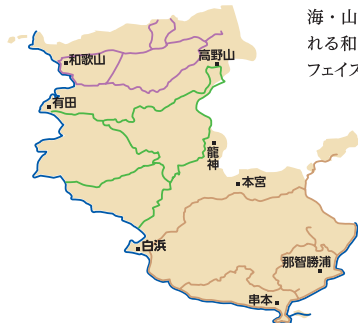 海・山
れる和
フェイス
和歌山
高野山
有田
龍神
本宮
白浜
那智勝浦
串本